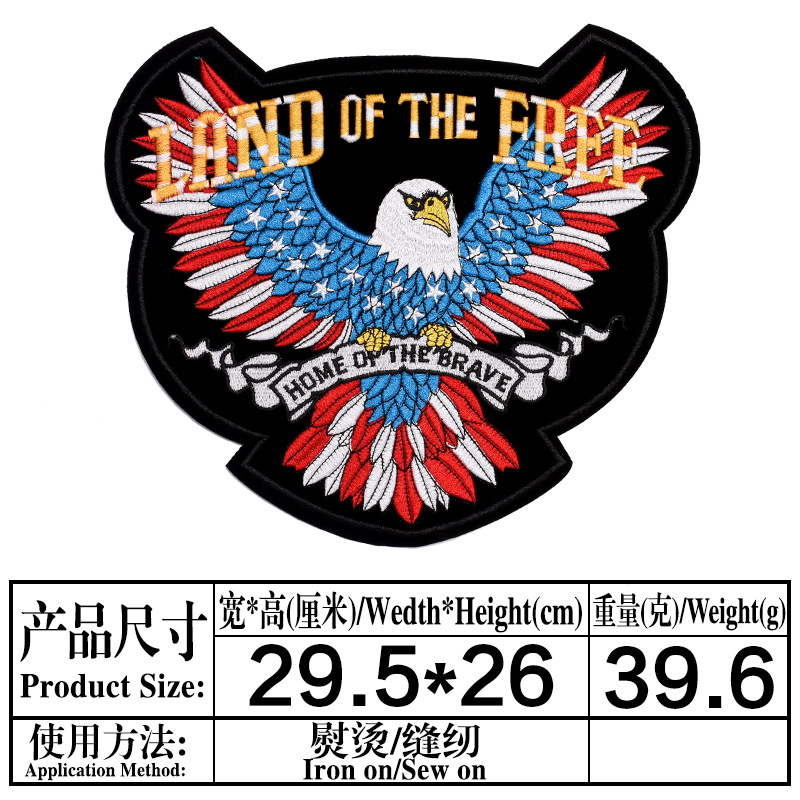 LAND OF THE FREE
HOME OF THE BRAVE
产品尺寸
Product Size:
宽*高(厘米)/Wedth*Height(cm)
29.5*26
重量(克)/Weight(g)
39.6
使用方法:
Application Method:
熨烫/缝纫
Iron on/Sew on